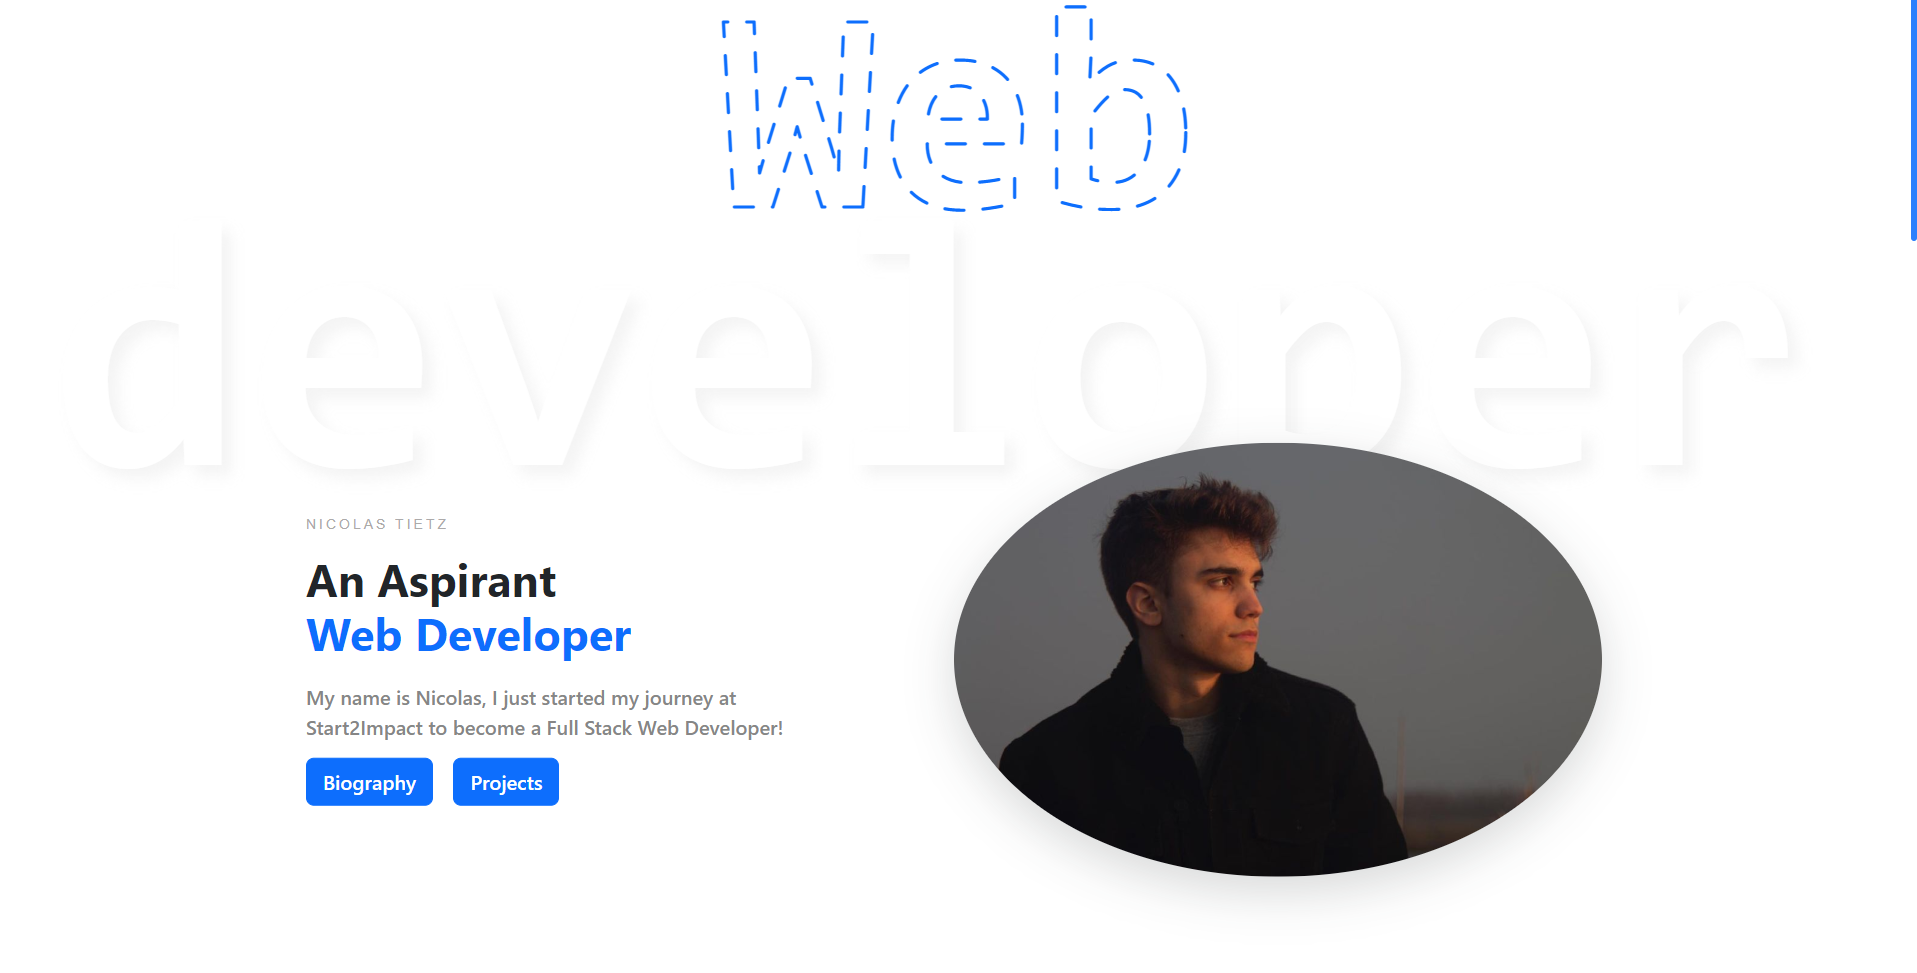 Web
developer
NICOLAS TIETZ
An Aspirant
Web Developer
My name is Nicolas, I just started my journey at
Start2Impact to become a Full Stack Web Developer!
Biography Projects